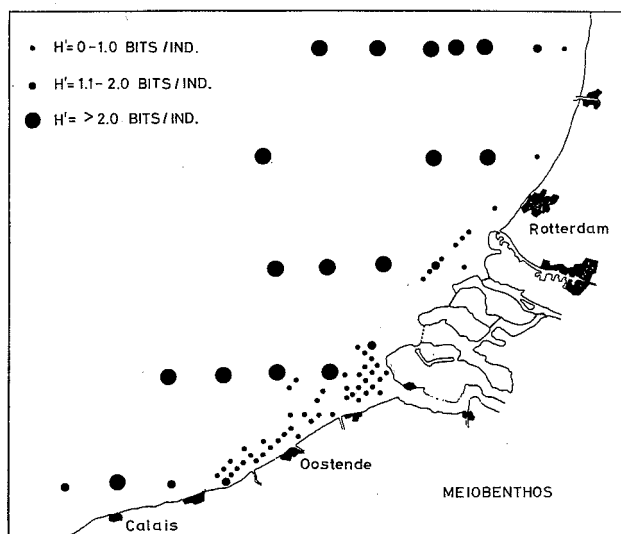 H'=0-1.0 BITS/IND.
H'=1.1-2.0 BITS/IND.
H'= >2.0 BITS/IND.
Rotterdam
Oostende
MEIOBENTHOS
Calais